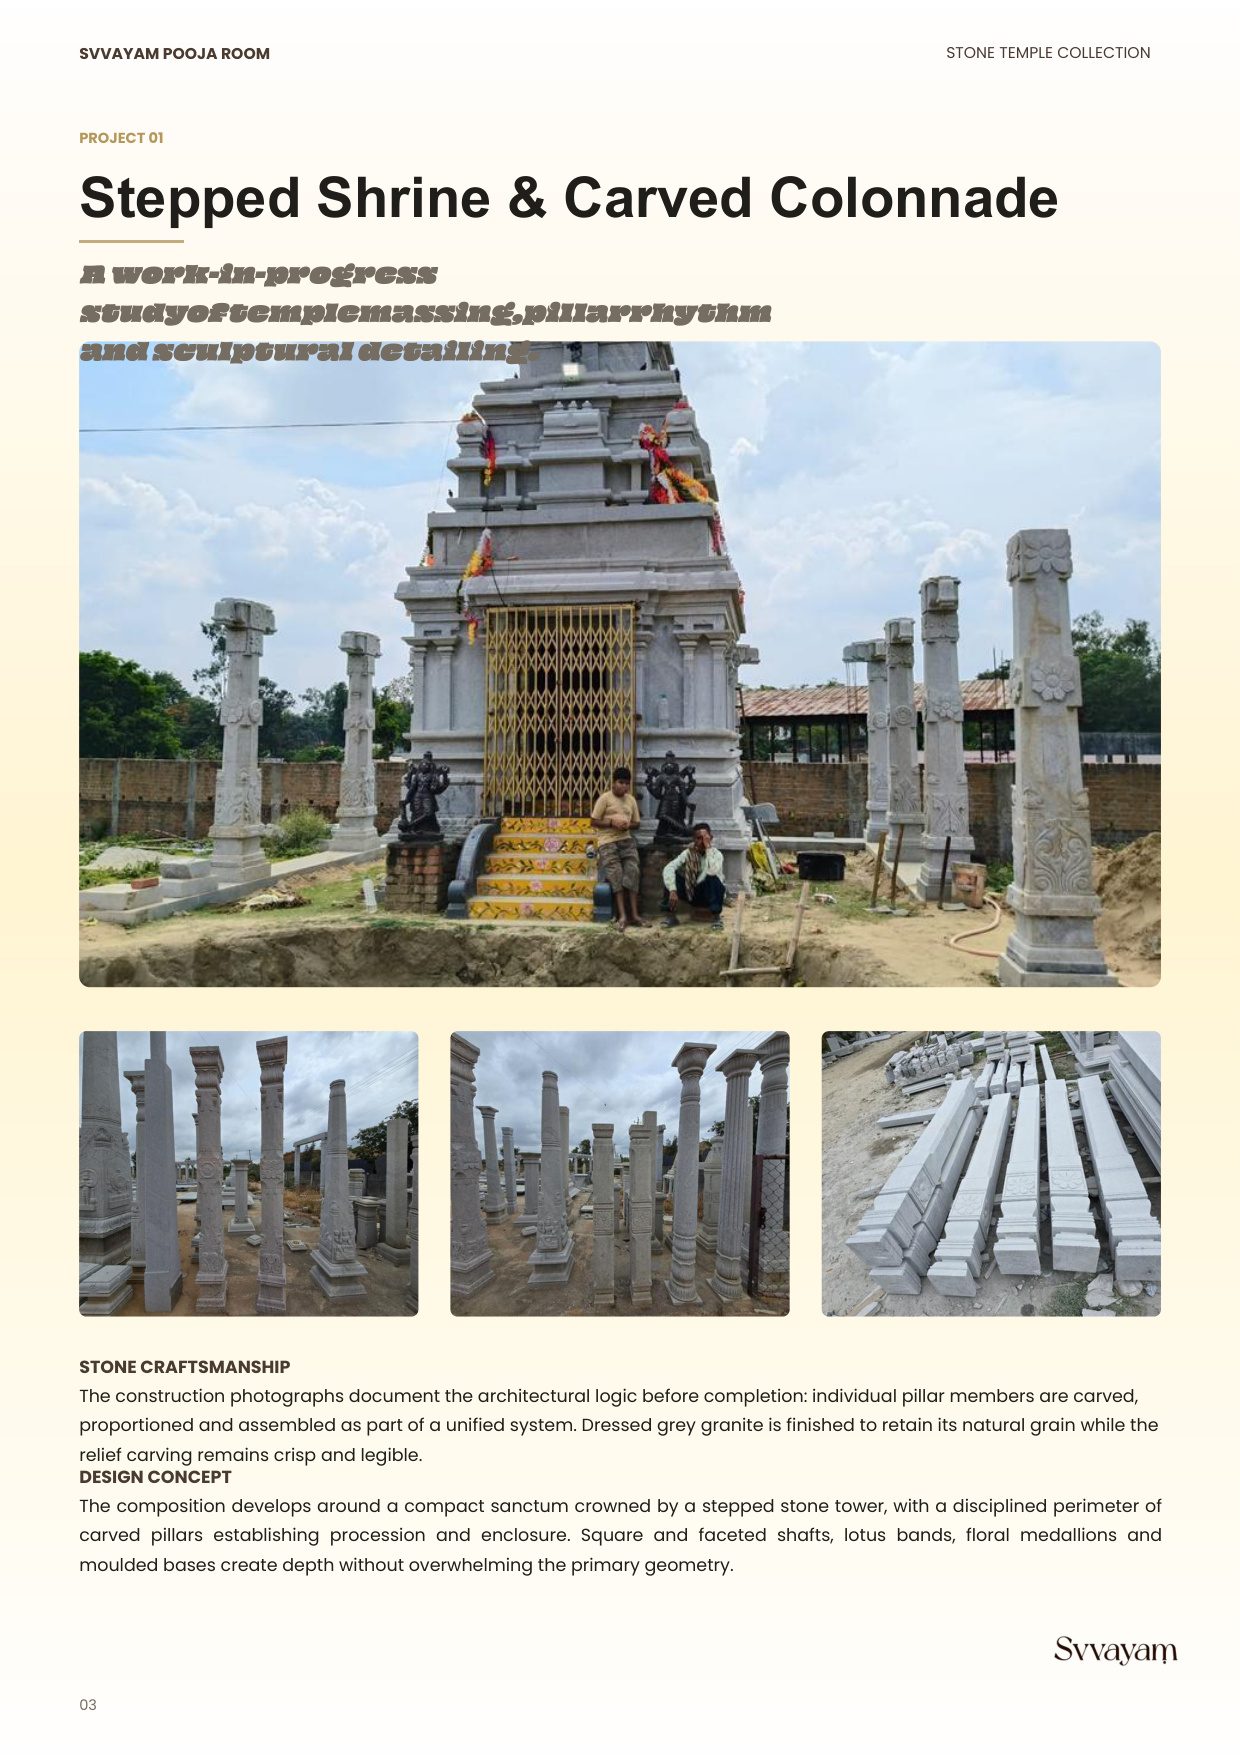 SVVAYAM POOJA ROOM
STONE TEMPLE COLLECTION
PROJECT 01
Stepped Shrine & Carved Colonnade
A work-in-progress
studyoftemplemassing,pillarrhythm
and sculptural detailing.
STONE CRAFTSMANSHIP
The construction photographs document the architectural logic before completion: individual pillar members are carved,
proportioned and assembled as part of a unified system. Dressed grey granite is finished to retain its natural grain while the
relief carving remains crisp and legible.
DESIGN CONCEPT
The composition develops around a compact sanctum crowned by a stepped stone tower, with a disciplined perimeter of
carved pillars establishing procession and enclosure. Square and faceted shafts, lotus bands, floral medallions and
moulded bases create depth without overwhelming the primary geometry.
Svvayam
03